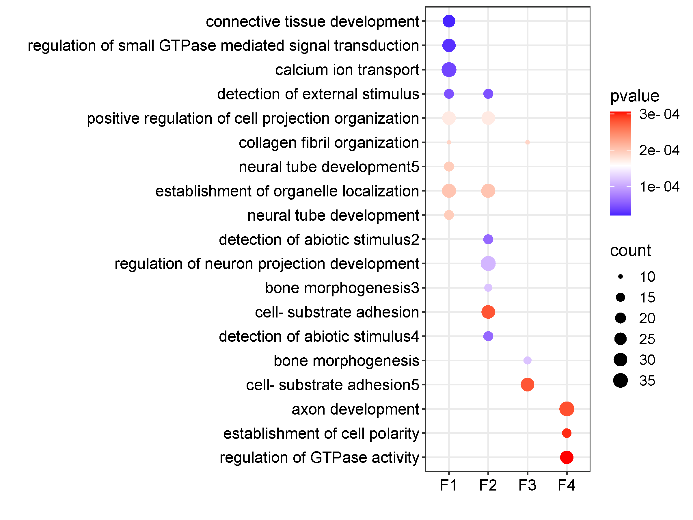 connective tissue development
regulation of small GTPase mediated signal transduction
calcium ion transport
detection of external stimulus
positive regulation of cell projection organization
collagen fibril organization
neural tube development5
establishment of organelle localization
neural tube development
detection of abiotic stimulus2
regulation of neuron projection development
bone morphogenesis3
cell- substrate adhesion
detection of abiotic stimulus4
bone morphogenesis
cell- substrate adhesion5
axon development
establishment of cell polarity
regulation of GTPase activity
F1 F2 F3 F4
pvalue
3e- 04
2e- 04
1e- 04
count
10
15
20
25
30
35